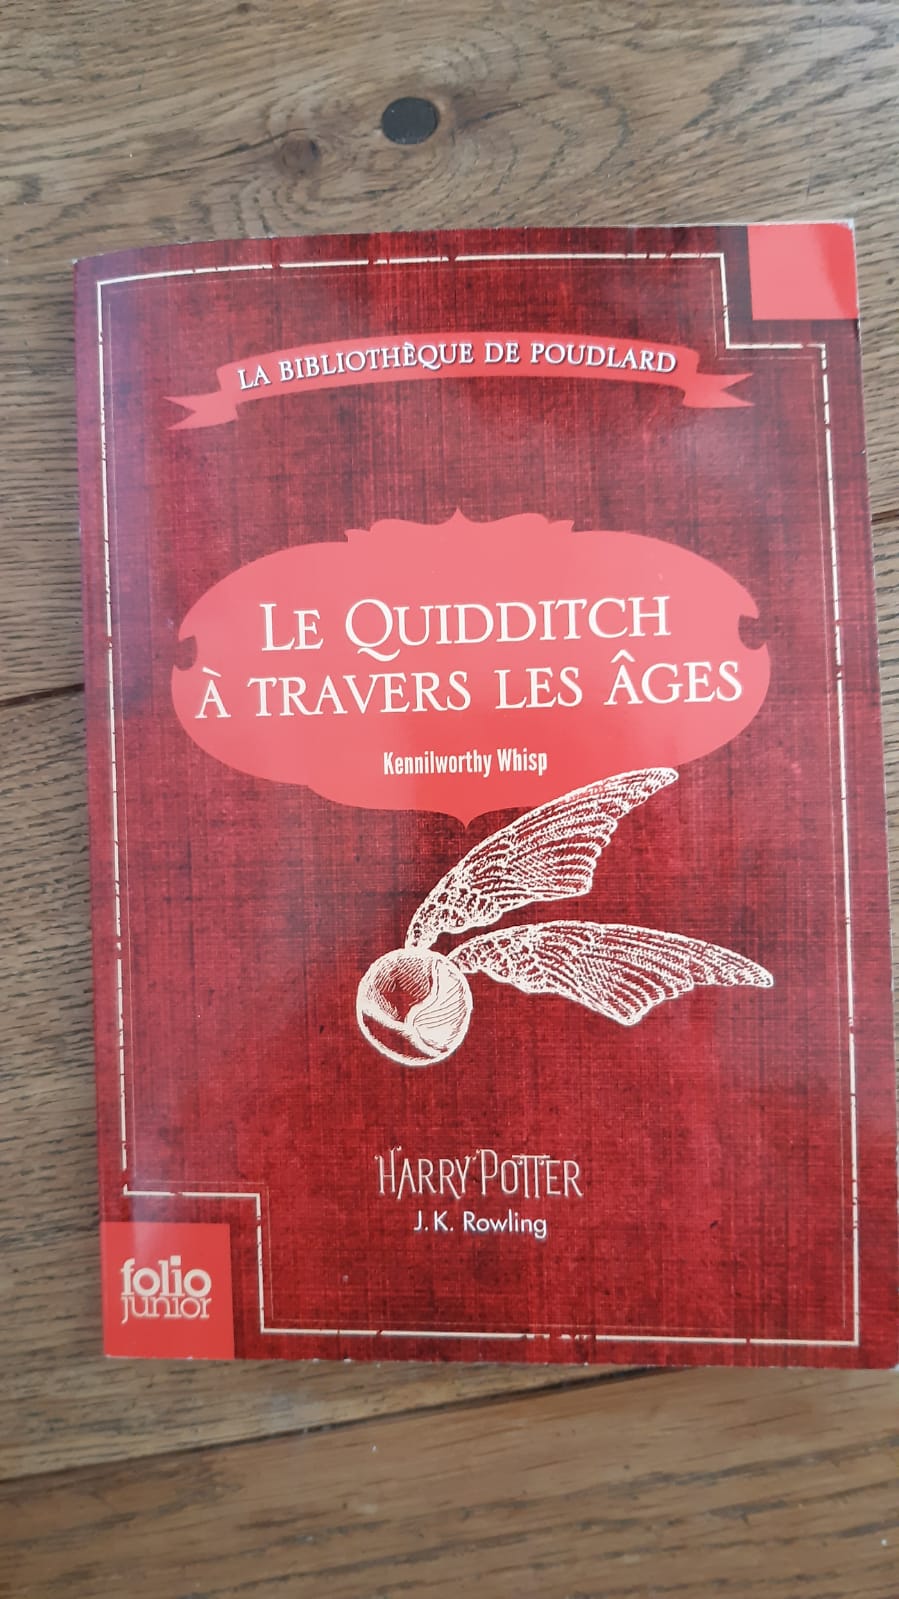 LA BIBLIOTHÈQUE DE POUDLARD
LE QUIDDITCH
À TRAVERS LES ÂGES
Kennilworthy Whisp
HARRY POTTER
J.K. Rowling
folio
junior